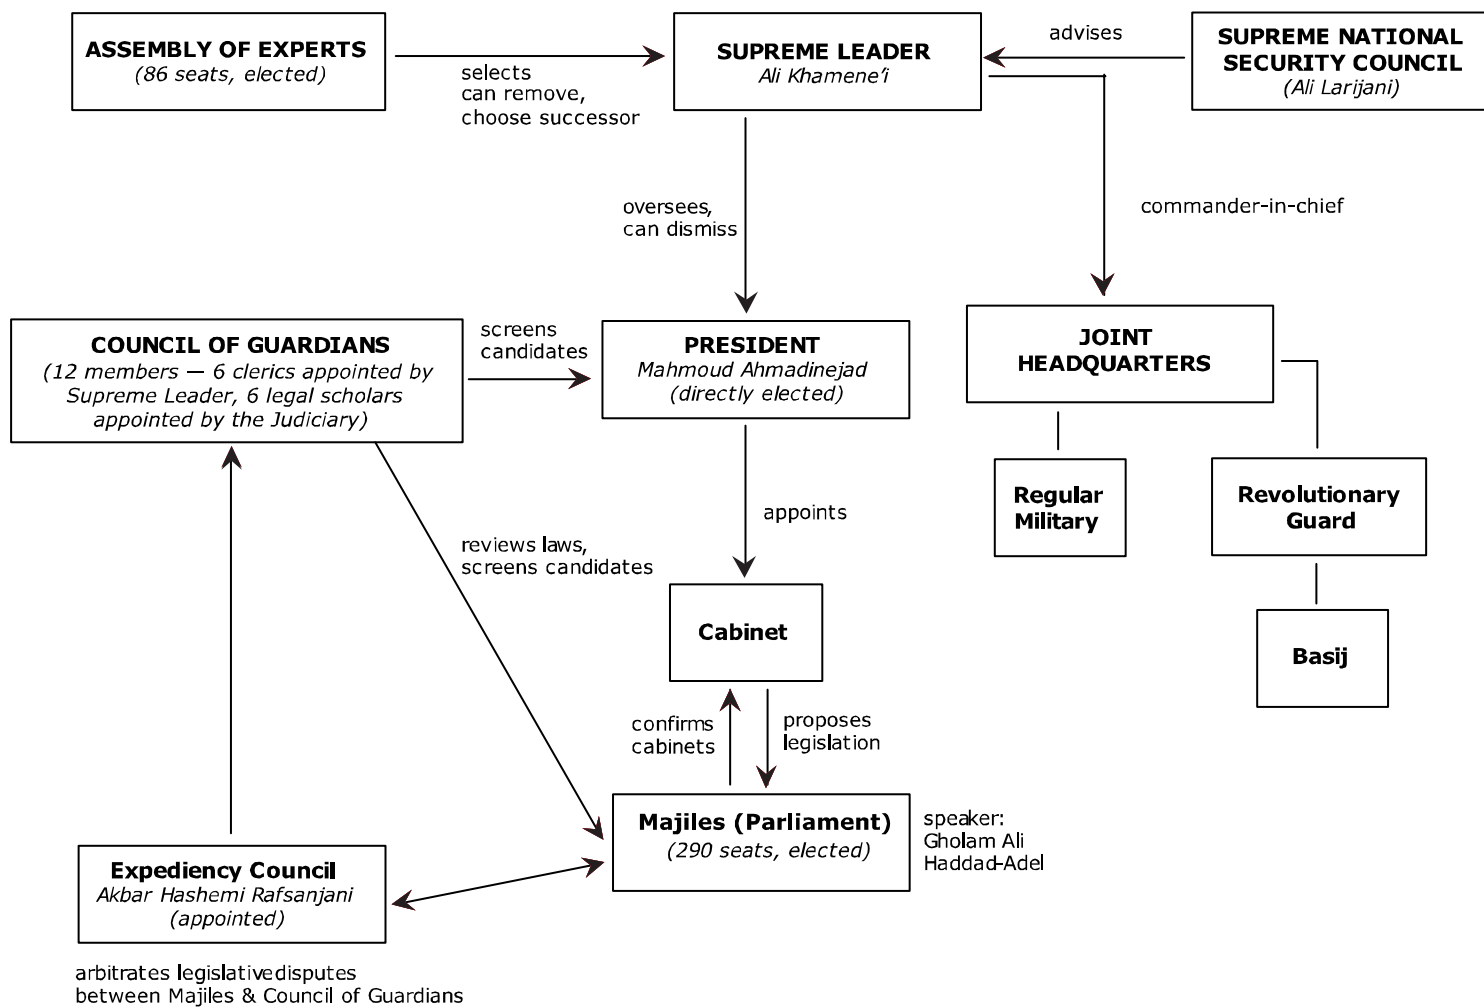 ASSEMBLY OF EXPERTS
(86 seats, elected)
selects
can remove,
choose successor
SUPREME LEADER
Ali Khamene'i
advises
SUPREME NATIONAL
SECURITY COUNCIL
(Ali Larijani)
oversees,
can dismiss
commander-in-chief
COUNCIL OF GUARDIANS
(12 members — 6 clerics appointed by
Supreme Leader, 6 legal scholars
appointed by the Judiciary)
screens
candidates
PRESIDENT
Mahmoud Ahmadinejad
(directly elected)
JOINT
HEADQUARTERS
Regular
Military
Revolutionary
Guard
Basij
appoints
reviews laws,
screens candidates
Cabinet
confirms
cabinets
proposes
legislation
Majiles (Parliament)
(290 seats, elected)
speaker:
Gholam Ali
Haddad-Adel
Expediency Council
Akbar Hashemi Rafsanjani
(appointed)
arbitrates legislativedisputes
between Majiles & Council of Guardians